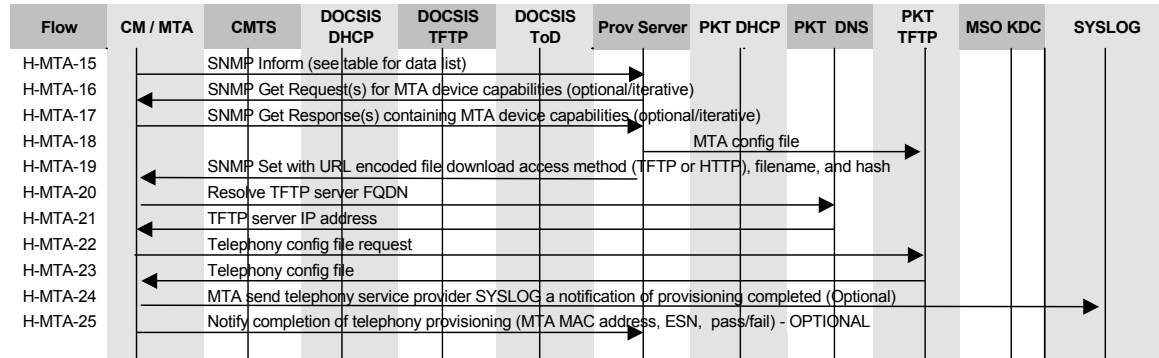 Flow CM / MTA CMTS DOCSIS DHCP DOCSIS TFTP DOCSIS ToD Prov Server PKT DHCP PKT DNS PKT TFTP MSO KDC SYSLOG
H-MTA-15 SNMP Inform (see table for data list)
H-MTA-16 SNMP Get Request(s) for MTA device capabilities (optional/iterative)
H-MTA-17 SNMP Get Response(s) containing MTA device capabilities (optional/iterative)
H-MTA-18 MTA config file
H-MTA-19 SNMP Set with URL encoded file download access method (TFTP or HTTP), filename, and hash
H-MTA-20 Resolve TFTP server FQDN
H-MTA-21 TFTP server IP address
H-MTA-22 Telephony config file request
H-MTA-23 Telephony config file
H-MTA-24 MTA send telephony service provider SYSLOG a notification of provisioning completed (Optional)
H-MTA-25 Notify completion of telephony provisioning (MTA MAC address, ESN, pass/fail) - OPTIONAL